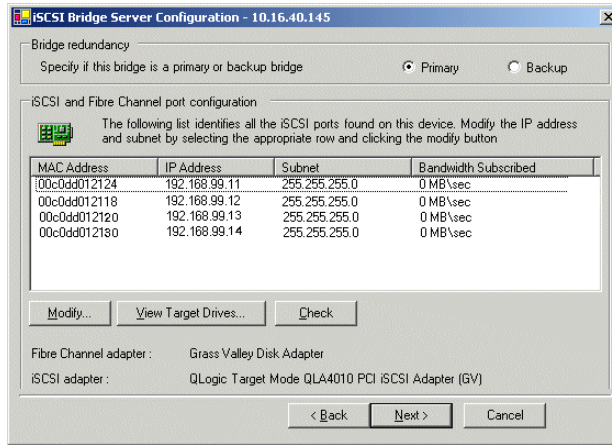 iSCSI Bridge Server Configuration - 10.16.40.145
Bridge redundancy
Specify if this bridge is a primary or backup bridge
Primary
Backup
iSCSI and Fibre Channel port configuration
The following list identifies all the iSCSI ports found on this device. Modify the IP address
and subnet by selecting the appropriate row and clicking the modify button
MAC Address IP Address Subnet Bandwidth Subscribed
00c0dd012124 192.168.99.11 255.255.255.0 0 MB\sec
00c0dd012118 192.168.99.12 255.255.255.0 0 MB\sec
00c0dd012120 192.168.99.13 255.255.255.0 0 MB\sec
00c0dd012130 192.168.99.14 255.255.255.0 0 MB\sec
Modify... View Target Drives... Check
Fibre Channel adapter : Grass Valley Disk Adapter
iSCSI adapter : QLogic Target Mode QLA4010 PCI iSCSI Adapter (GV)
< Back Next > Cancel